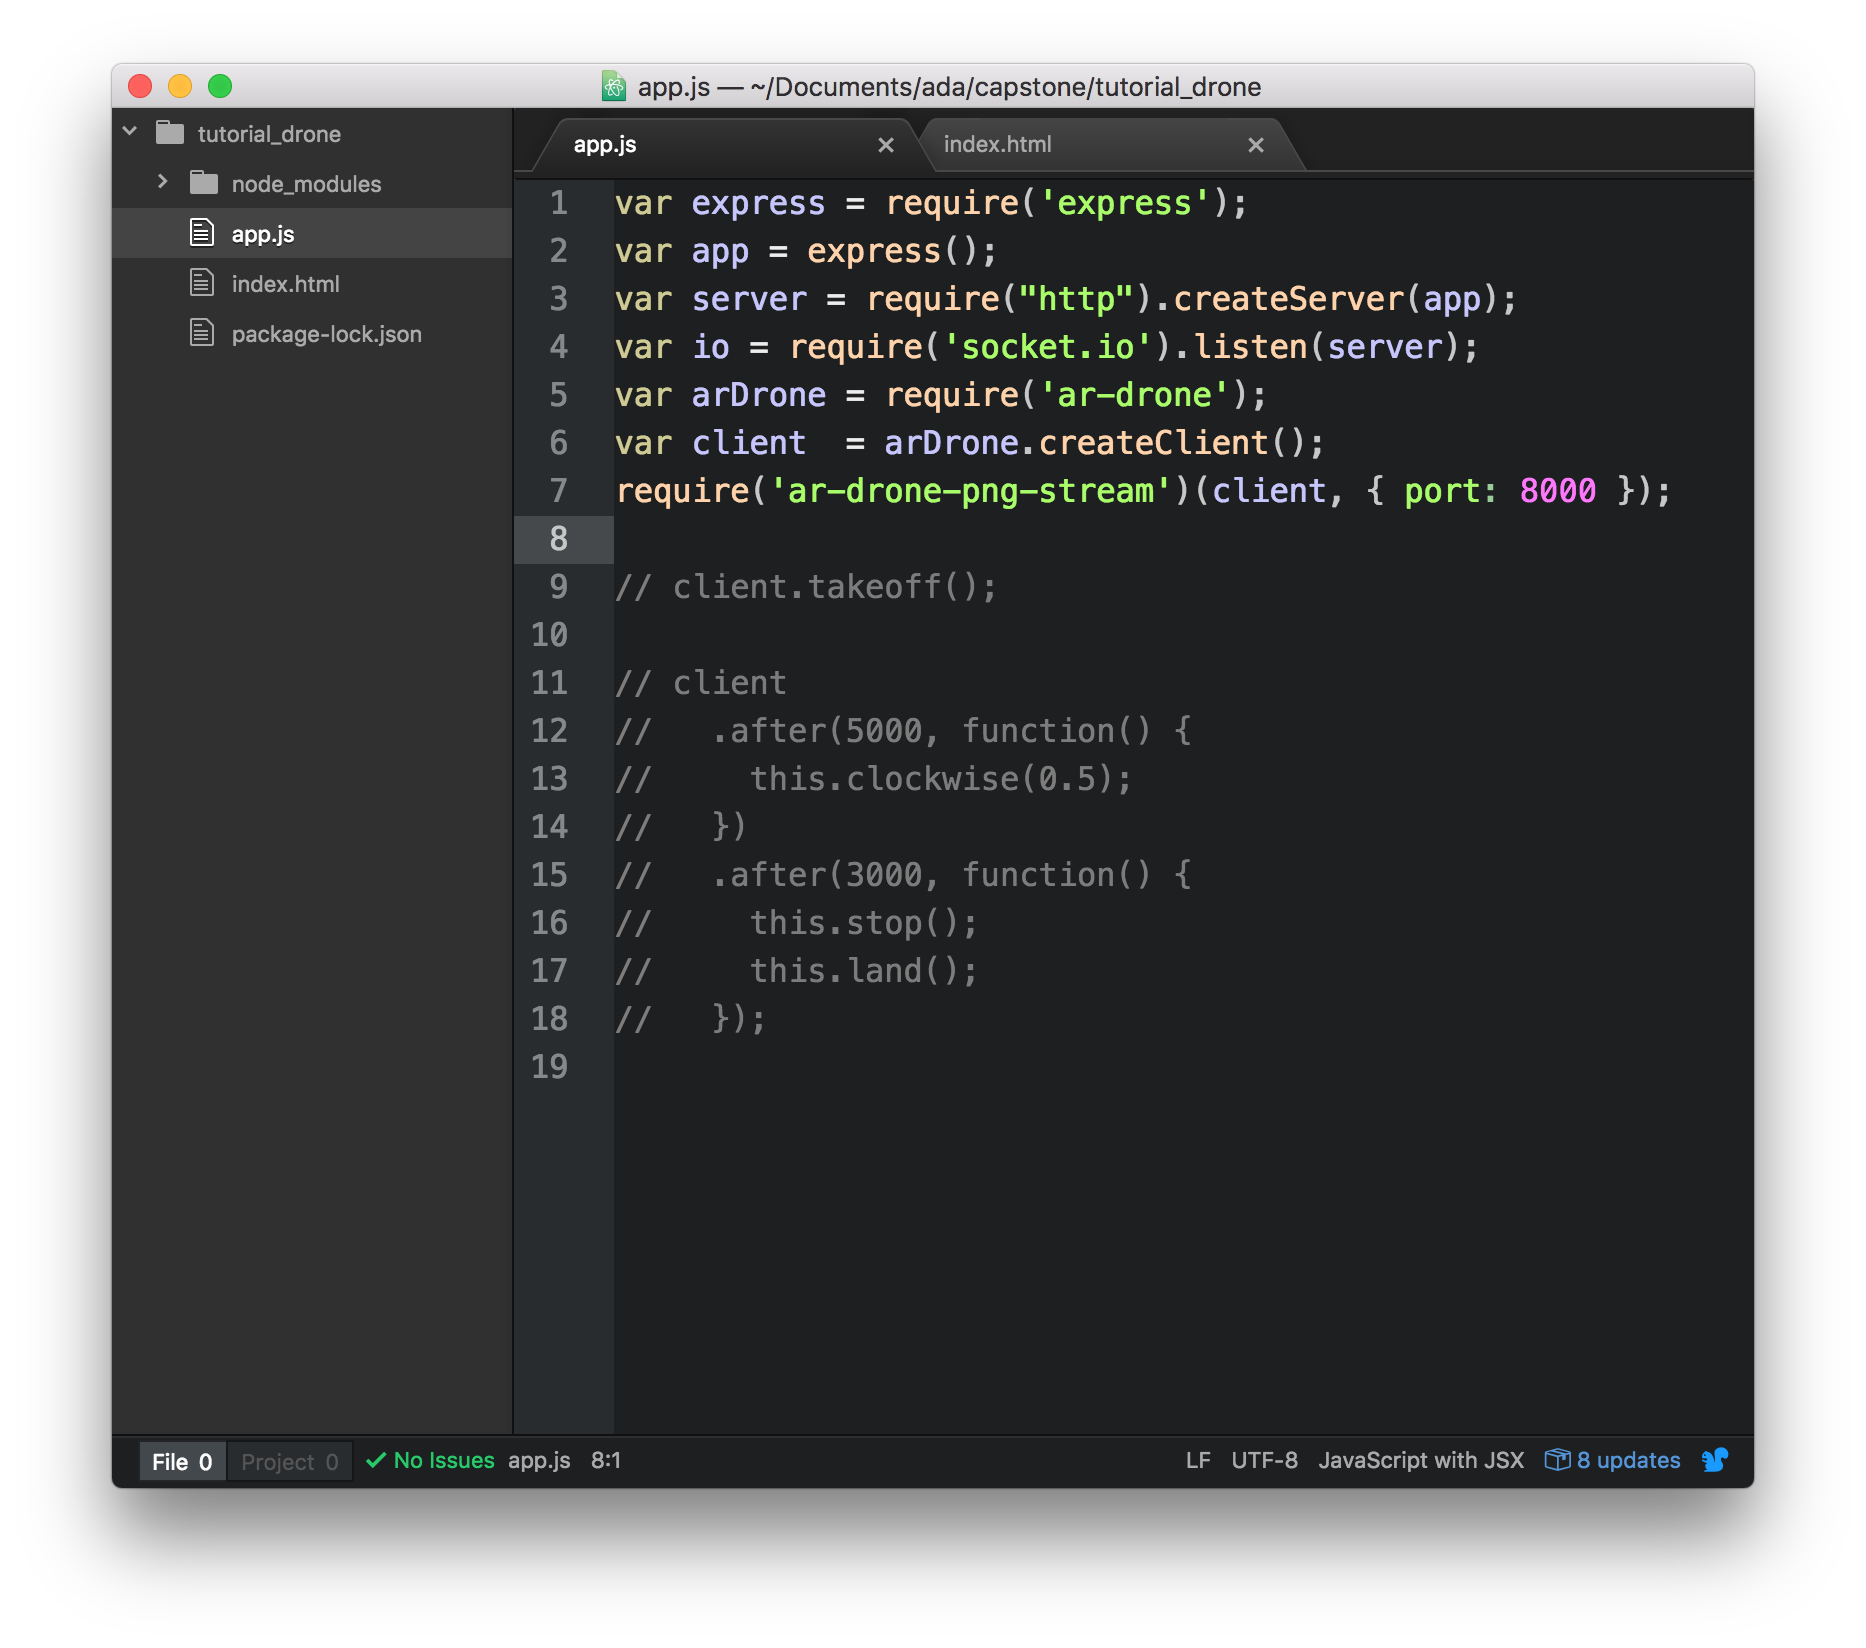 app.js — ~/Documents/ada/capstone/tutorial_drone
tutorial_drone
node_modules
app.js
index.html
package-lock.json
app.js
index.html
1 var express = require('express');
2 var app = express();
3 var server = require("http").createServer(app);
4 var io = require('socket.io').listen(server);
5 var arDrone = require('ar-drone');
6 var client  = arDrone.createClient();
7 require('ar-drone-png-stream')(client, { port: 8000 });
8
9 // client.takeoff();
10
11 // client
12 //   .after(5000, function() {
13 //     this.clockwise(0.5);
14 //   })
15 //   .after(3000, function() {
16 //     this.stop();
17 //     this.land();
18 //   });
19
File 0 Project 0 No Issues app.js 8:1 LF UTF-8 JavaScript with JSX 8 updates